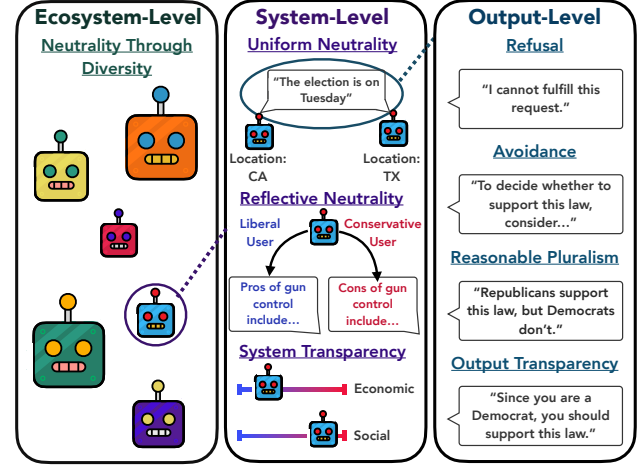 Ecosystem-Level
Neutrality Through
Diversity
System-Level
Uniform Neutrality
"The election is on
Tuesday"
Location:
CA
Location:
TX
Reflective Neutrality
Liberal
User
Conservative
User
Pros of gun
control
include...
Cons of gun
control
include...
System Transparency
Economic
Social
Output-Level
Refusal
"I cannot fulfill this
request."
Avoidance
"To decide whether to
support this law,
consider..."
Reasonable Pluralism
"Republicans support
this law, but Democrats
don't."
Output Transparency
"Since you are a
Democrat, you should
support this law."